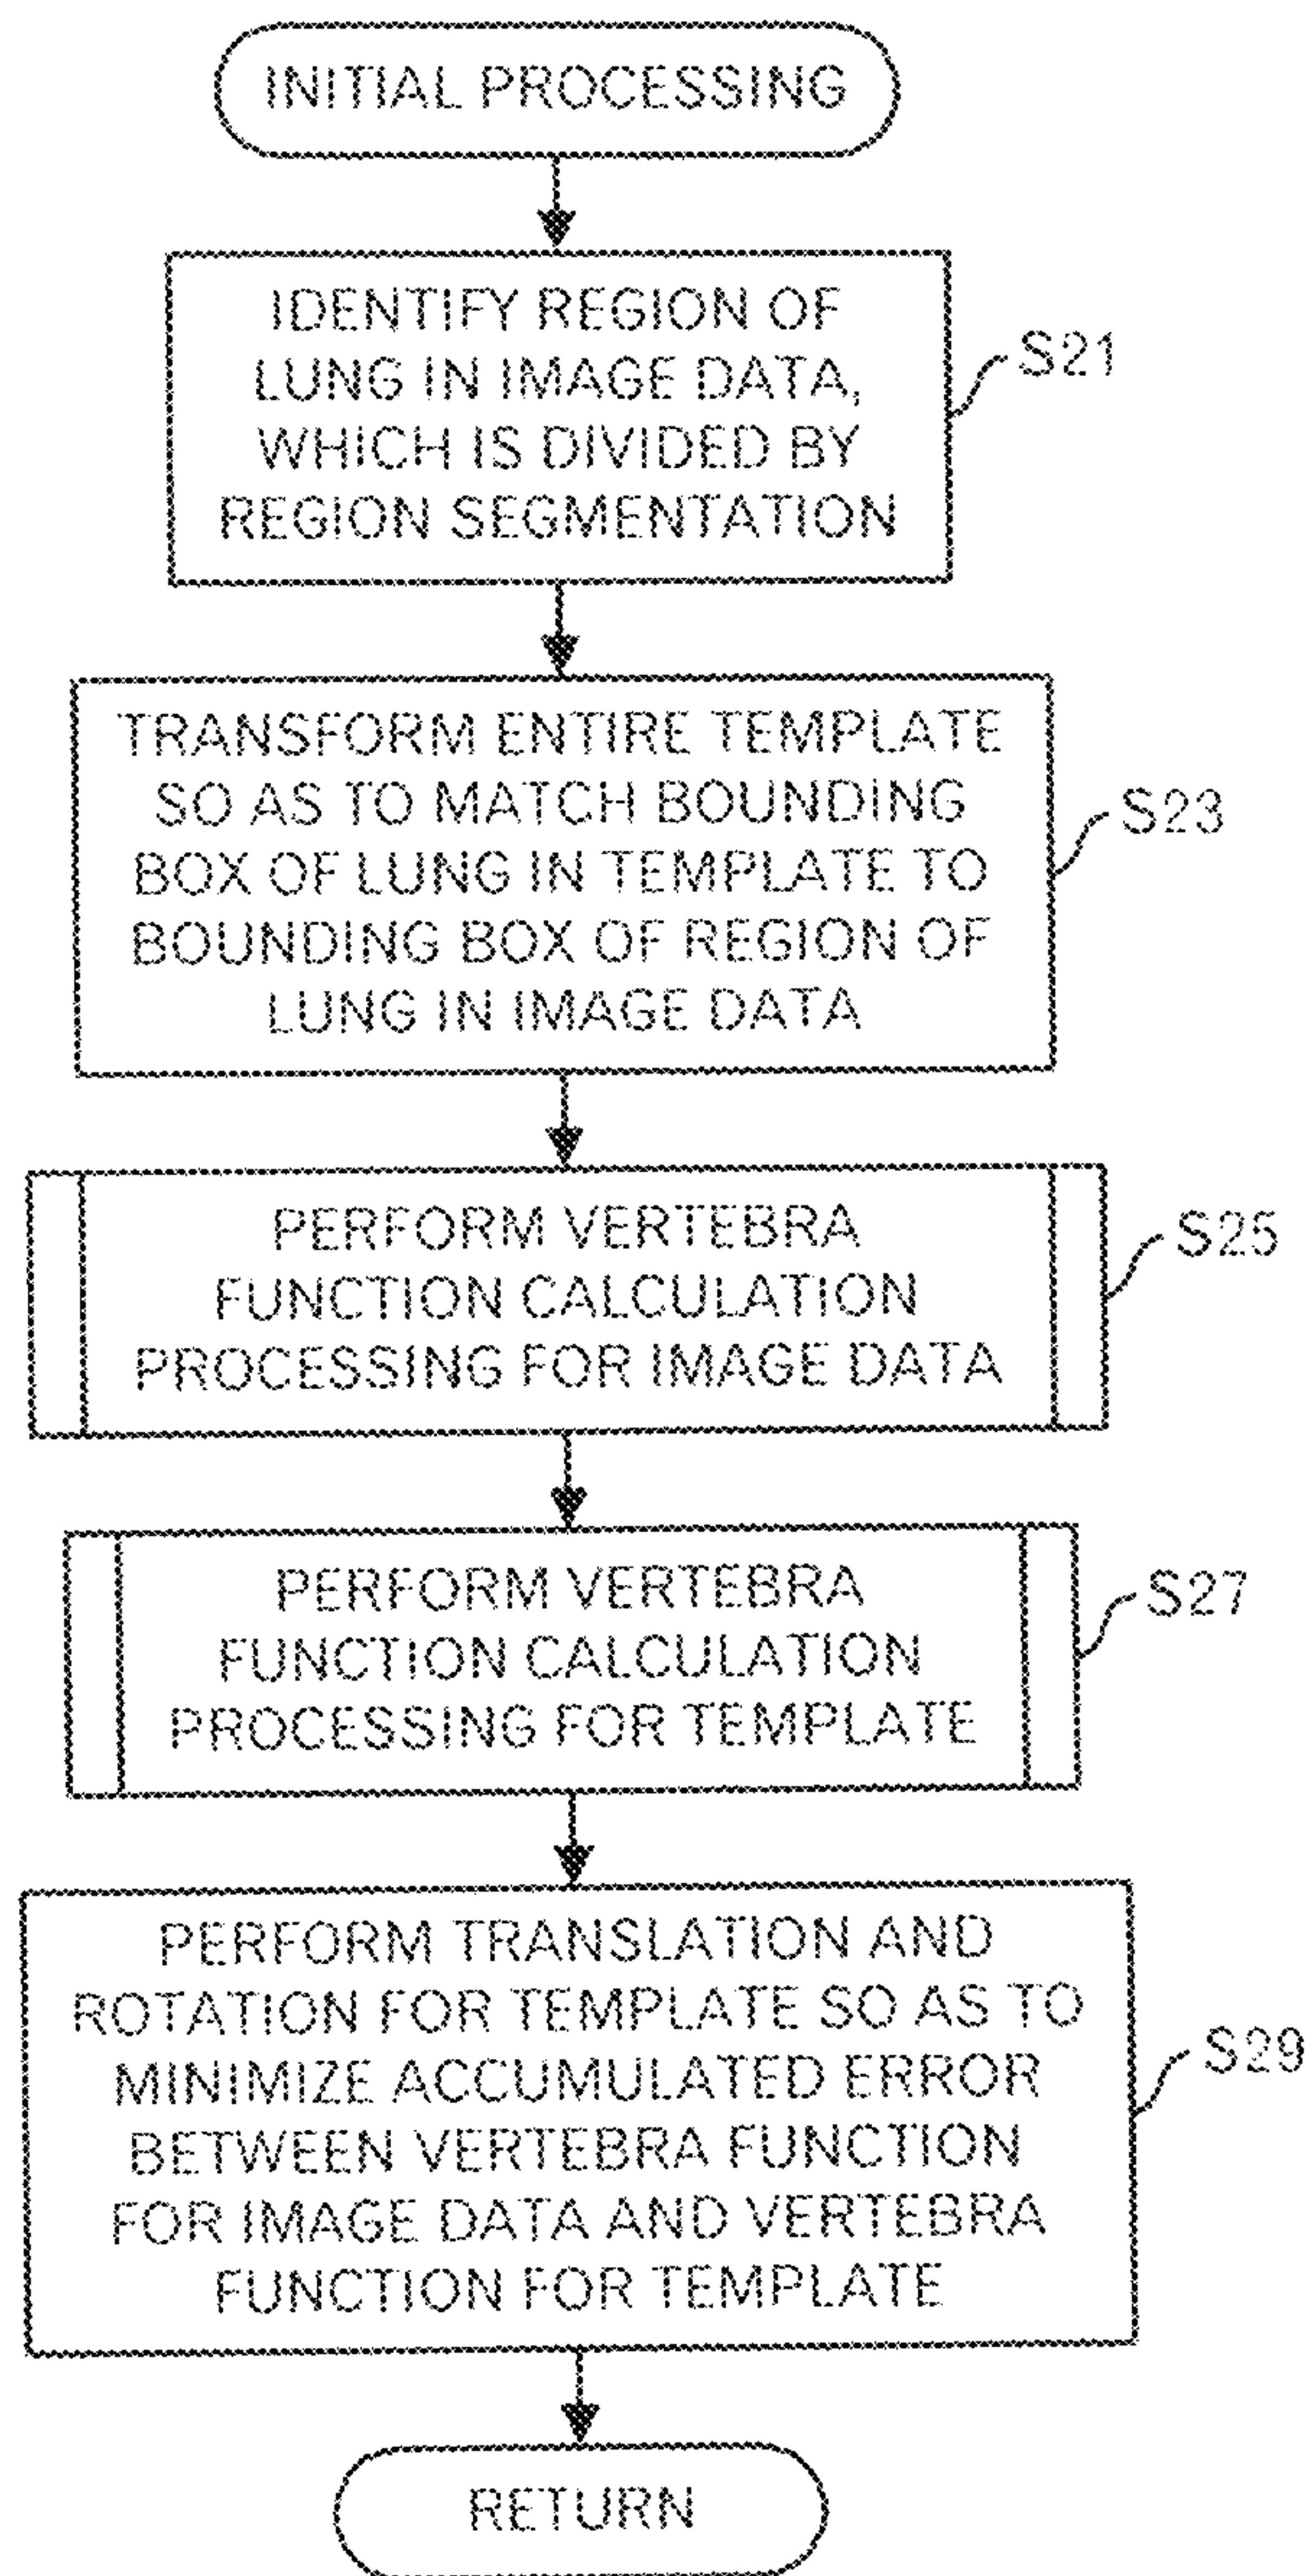 INITIAL PROCESSING
IDENTIFY REGION OF
LUNG IN IMAGE DATA,
WHICH IS DIVIDED BY
REGION SEGMENTATION
S21
TRANSFORM ENTIRE TEMPLATE
SO AS TO MATCH BOUNDING
BOX OF LUNG IN TEMPLATE TO
BOUNDING BOX OF REGION OF
LUNG IN IMAGE DATA
S23
PERFORM VERTEBRA
FUNCTION CALCULATION
PROCESSING FOR IMAGE DATA
S25
PERFORM VERTEBRA
FUNCTION CALCULATION
PROCESSING FOR TEMPLATE
S27
PERFORM TRANSLATION AND
ROTATION FOR TEMPLATE SO AS TO
MINIMIZE ACCUMULATED ERROR
BETWEEN VERTEBRA FUNCTION
FOR IMAGE DATA AND VERTEBRA
FUNCTION FOR TEMPLATE
S29
RETURN